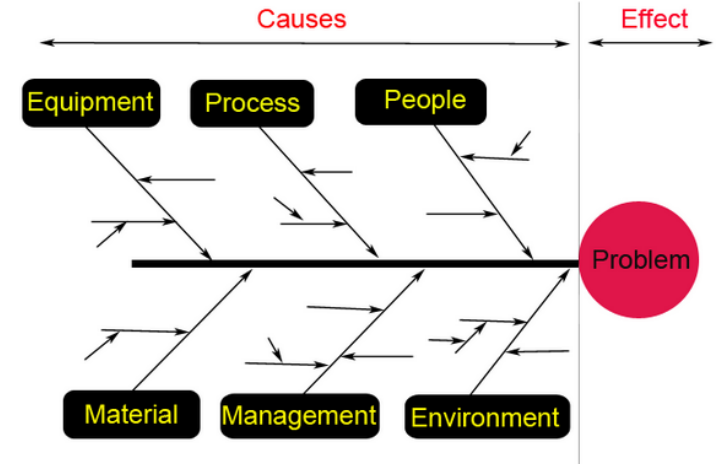 Causes
Effect
Equipment
Process
People
Problem
Material
Management
Environment